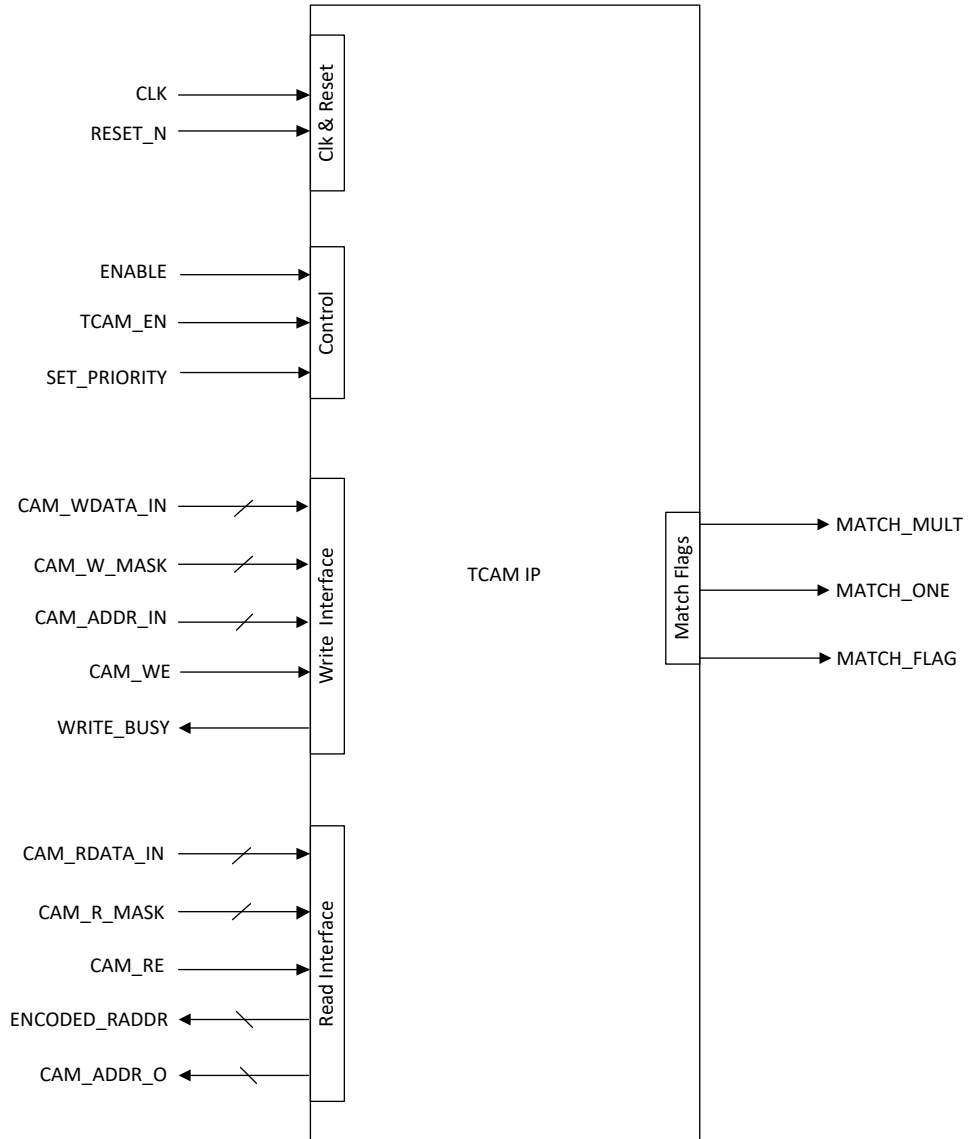 CLK
RESET_N
Clk & Reset
ENABLE
TCAM_EN
SET_PRIORITY
Control
CAM_WDATA_IN
CAM_W_MASK
CAM_ADDR_IN
CAM_WE
WRITE_BUSY
Write Interface
TCAM IP
Match Flags
MATCH_MULT
MATCH_ONE
MATCH_FLAG
CAM_RDATA_IN
CAM_R_MASK
CAM_RE
ENCODED_RADDR
CAM_ADDR_O
Read Interface